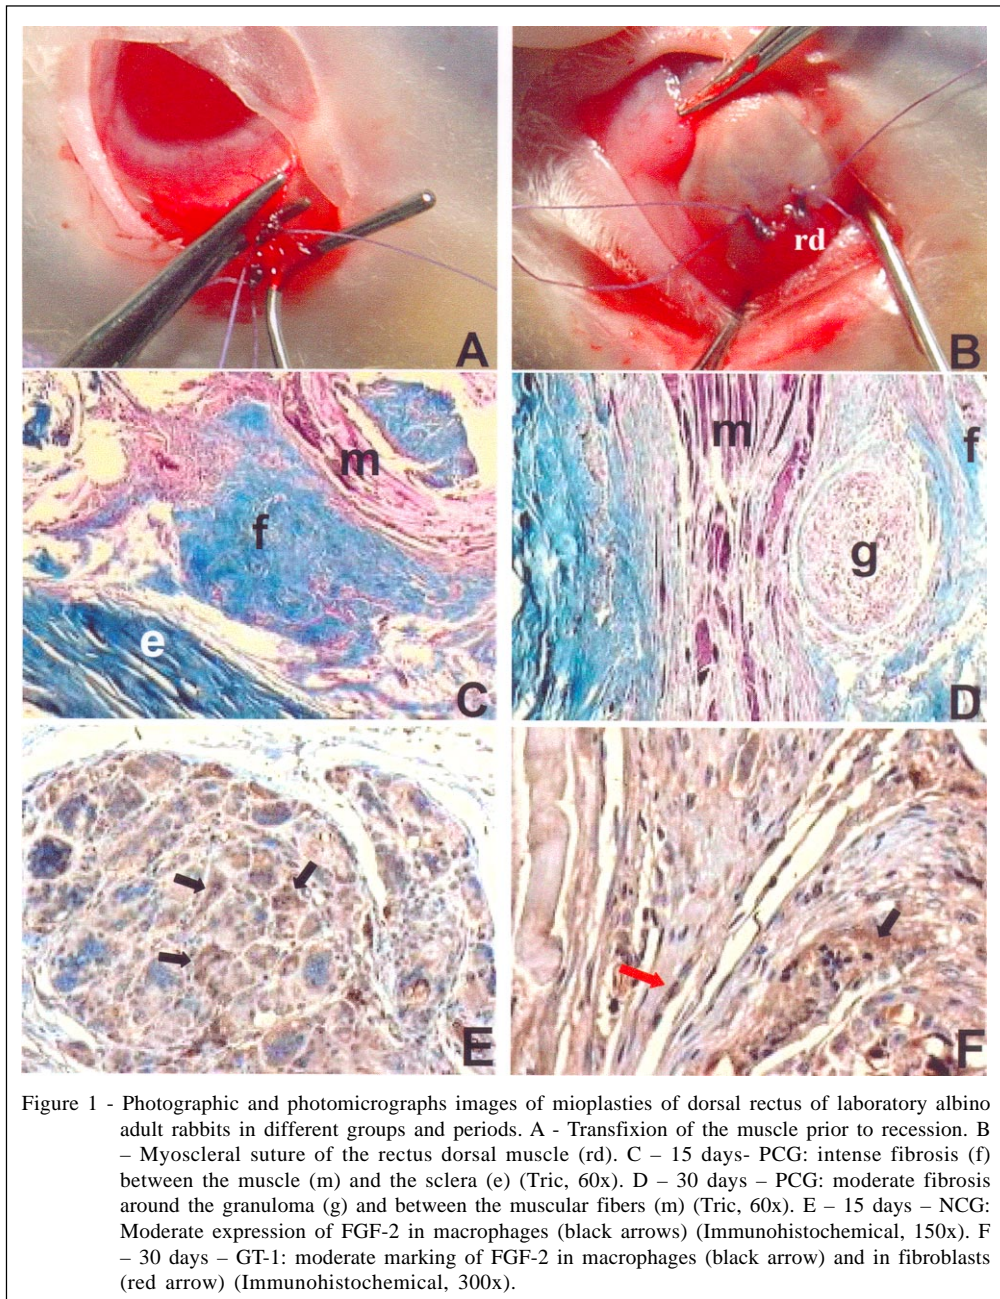 A
B
rd
m
f
e
C
m
f
g
D
E
F
Figure 1 - Photographic and photomicrographs images of mioplasties of dorsal rectus of laboratory albino
adult rabbits in different groups and periods. A - Transfixion of the muscle prior to recession. B
– Myoscleral suture of the rectus dorsal muscle (rd). C – 15 days- PCG: intense fibrosis (f)
between the muscle (m) and the sclera (e) (Tric, 60x). D – 30 days – PCG: moderate fibrosis
around the granuloma (g) and between the muscular fibers (m) (Tric, 60x). E – 15 days – NCG:
Moderate expression of FGF-2 in macrophages (black arrows) (Immunohistochemical, 150x). F
– 30 days – GT-1: moderate marking of FGF-2 in macrophages (black arrow) and in fibroblasts
(red arrow) (Immunohistochemical, 300x).